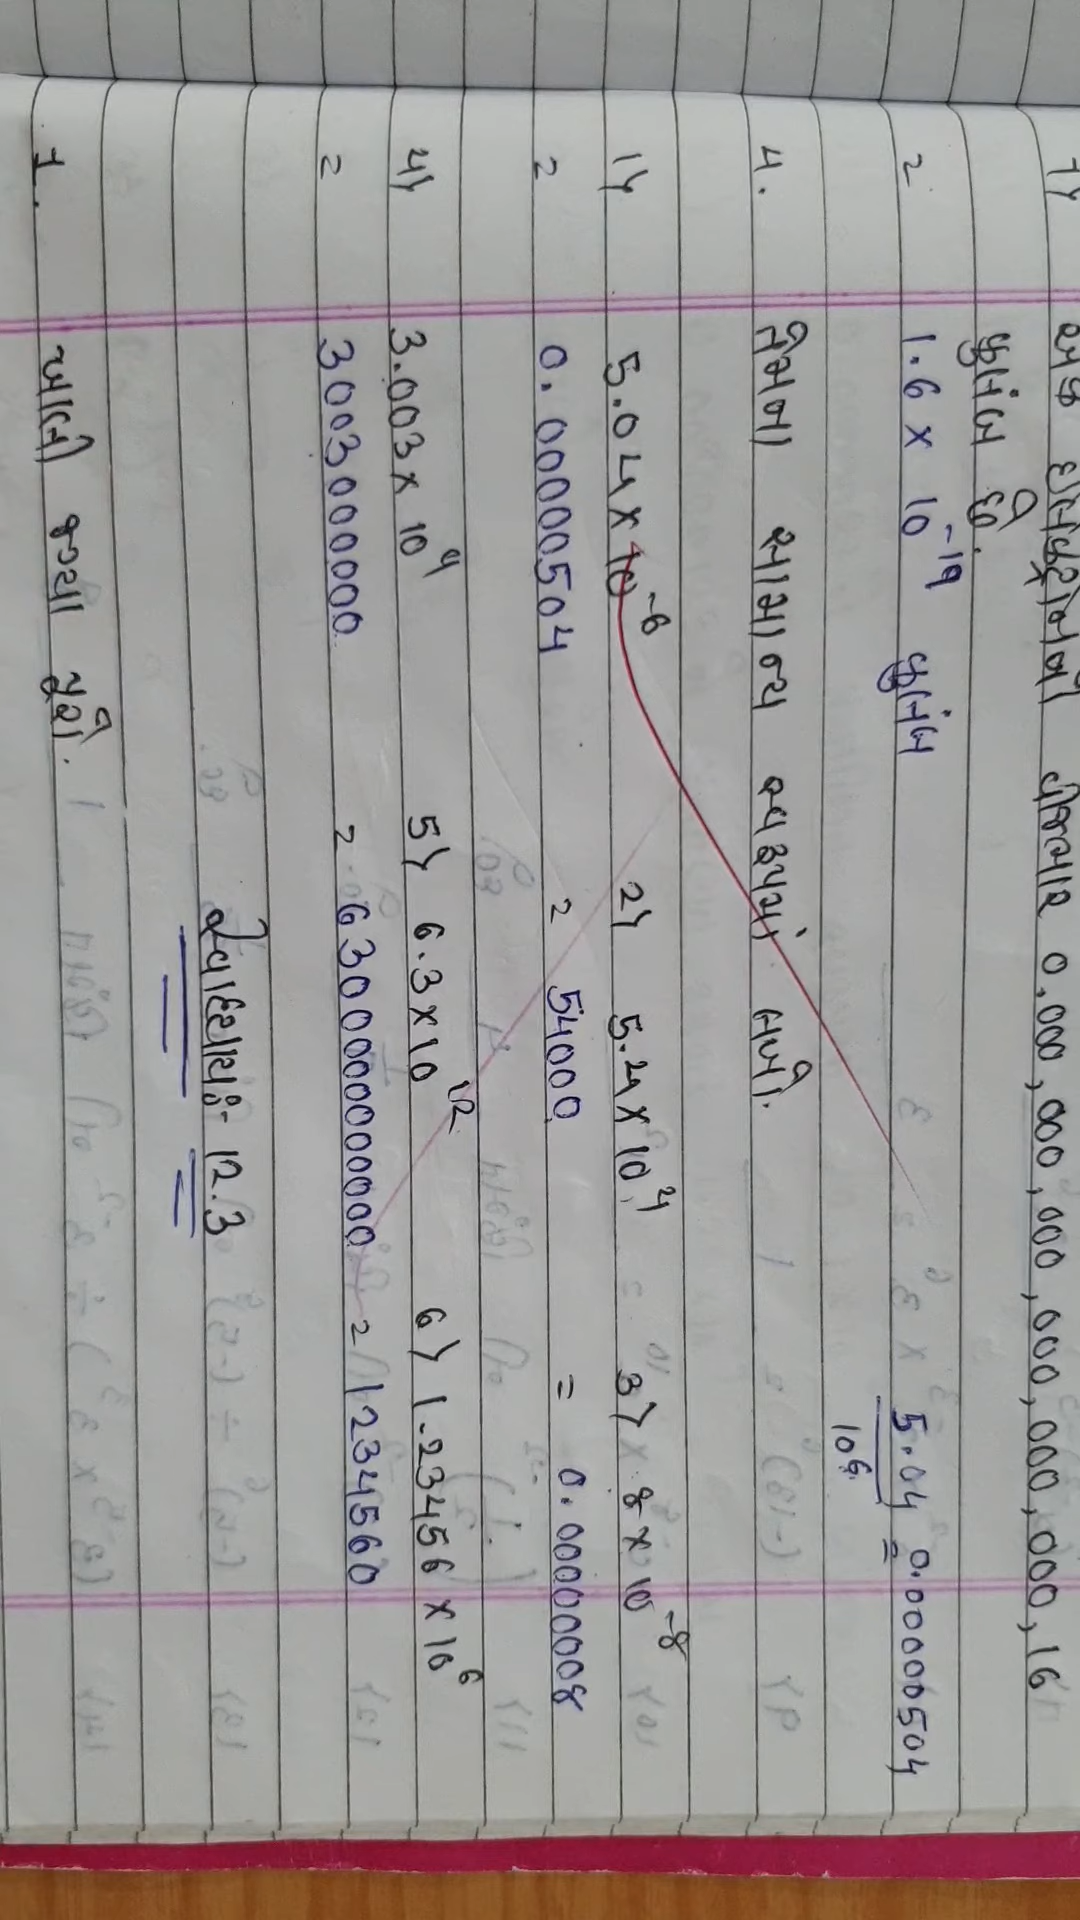 7) એક ઇલેક્ટ્રોનનો વીજભાર 0.000,000,000,000,000,000,16
કુલંબ છે.
= 1.6 x 10⁻¹⁹ કુલંબ
5.04 = 0.00000504
10⁶
4. નિમ્ન સામાન્ય સ્વરૂપમાં લખો.
1) 5.04 x 10⁻⁶ 2) 5.4 x 10⁴ 3) 8 x 10⁻⁸
= 0.00000504 = 54000 = 0.00000008
4) 3.003 x 10⁹ 5) 6.3 x 10¹² 6) 1.23456 x 10⁶
= 3003000000 = 6300000000000 = 1234560
સ્વાધ્યાય:- 12.3
1. ખાલી જગ્યા પૂરો.